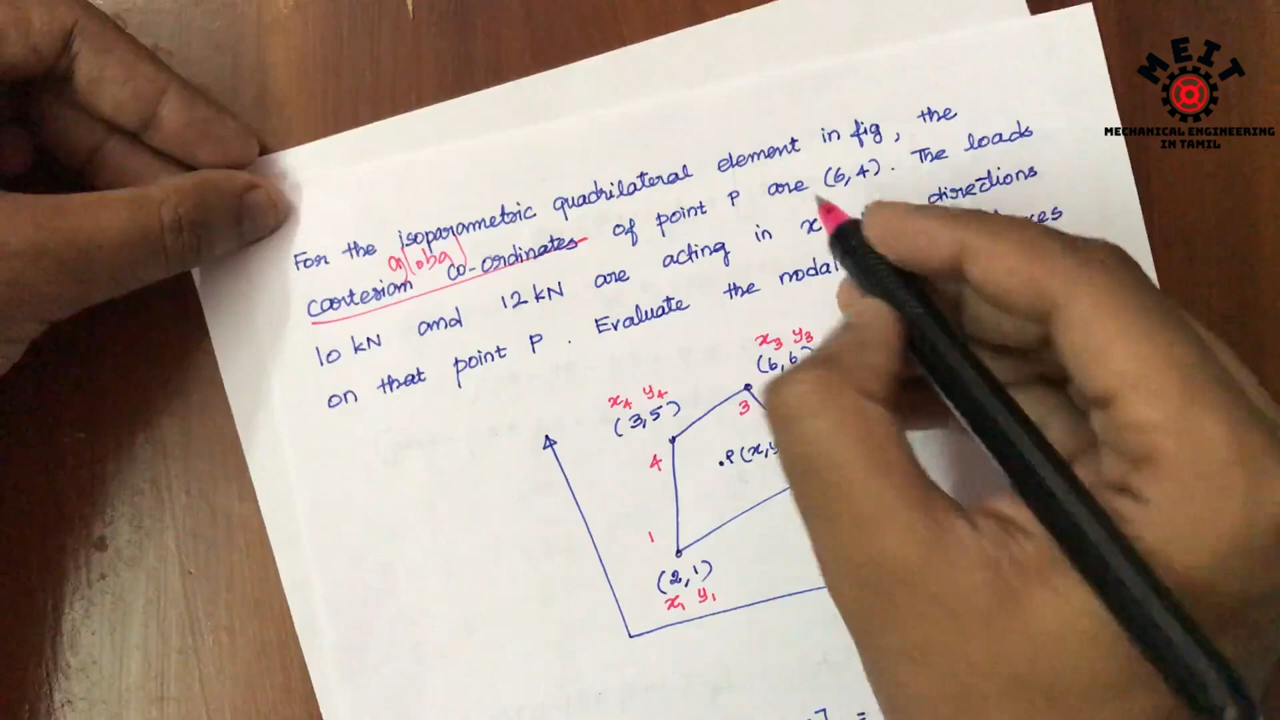 For the isoparametric quadrilateral element in fig, the
global
cartesian co-ordinates of point P are (6,4). The loads
10 kN and 12 kN are acting in x directions
on that point P. Evaluate the nodal
x3 y3
(6,6
x4 y4
(3,5)
3
4
.P(x,y
1
(2,1)
x1 y1
MEIT
MECHANICAL ENGINEERING
IN TAMIL